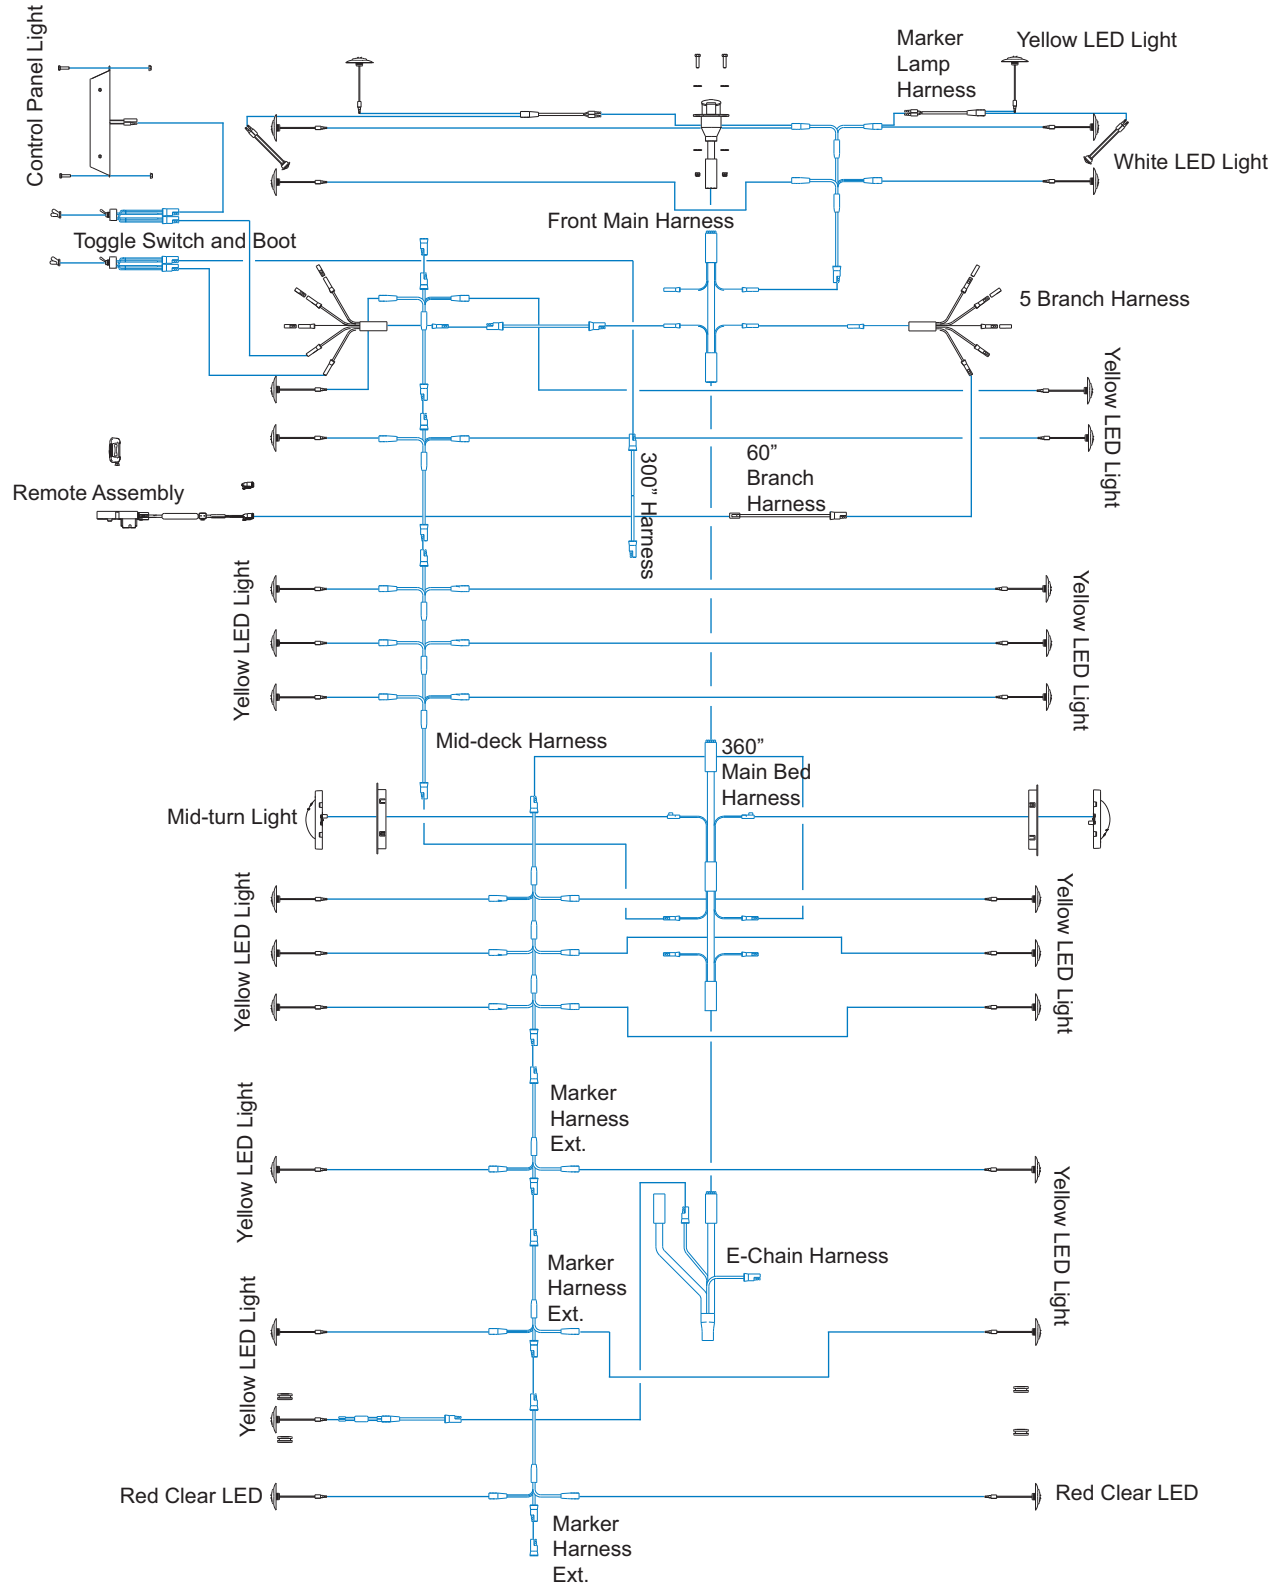 Control Panel Light
Marker
Lamp
Harness
Yellow LED Light
White LED Light
Toggle Switch and Boot
Front Main Harness
5 Branch Harness
Yellow LED Light
Remote Assembly
300” Harness
60”
Branch
Harness
Yellow LED Light
Yellow LED Light
Mid-deck Harness
360”
Main Bed
Harness
Mid-turn Light
Yellow LED Light
Yellow LED Light
Marker
Harness
Ext.
Yellow LED Light
Yellow LED Light
E-Chain Harness
Marker
Harness
Ext.
Yellow LED Light
Red Clear LED
Red Clear LED
Marker
Harness
Ext.